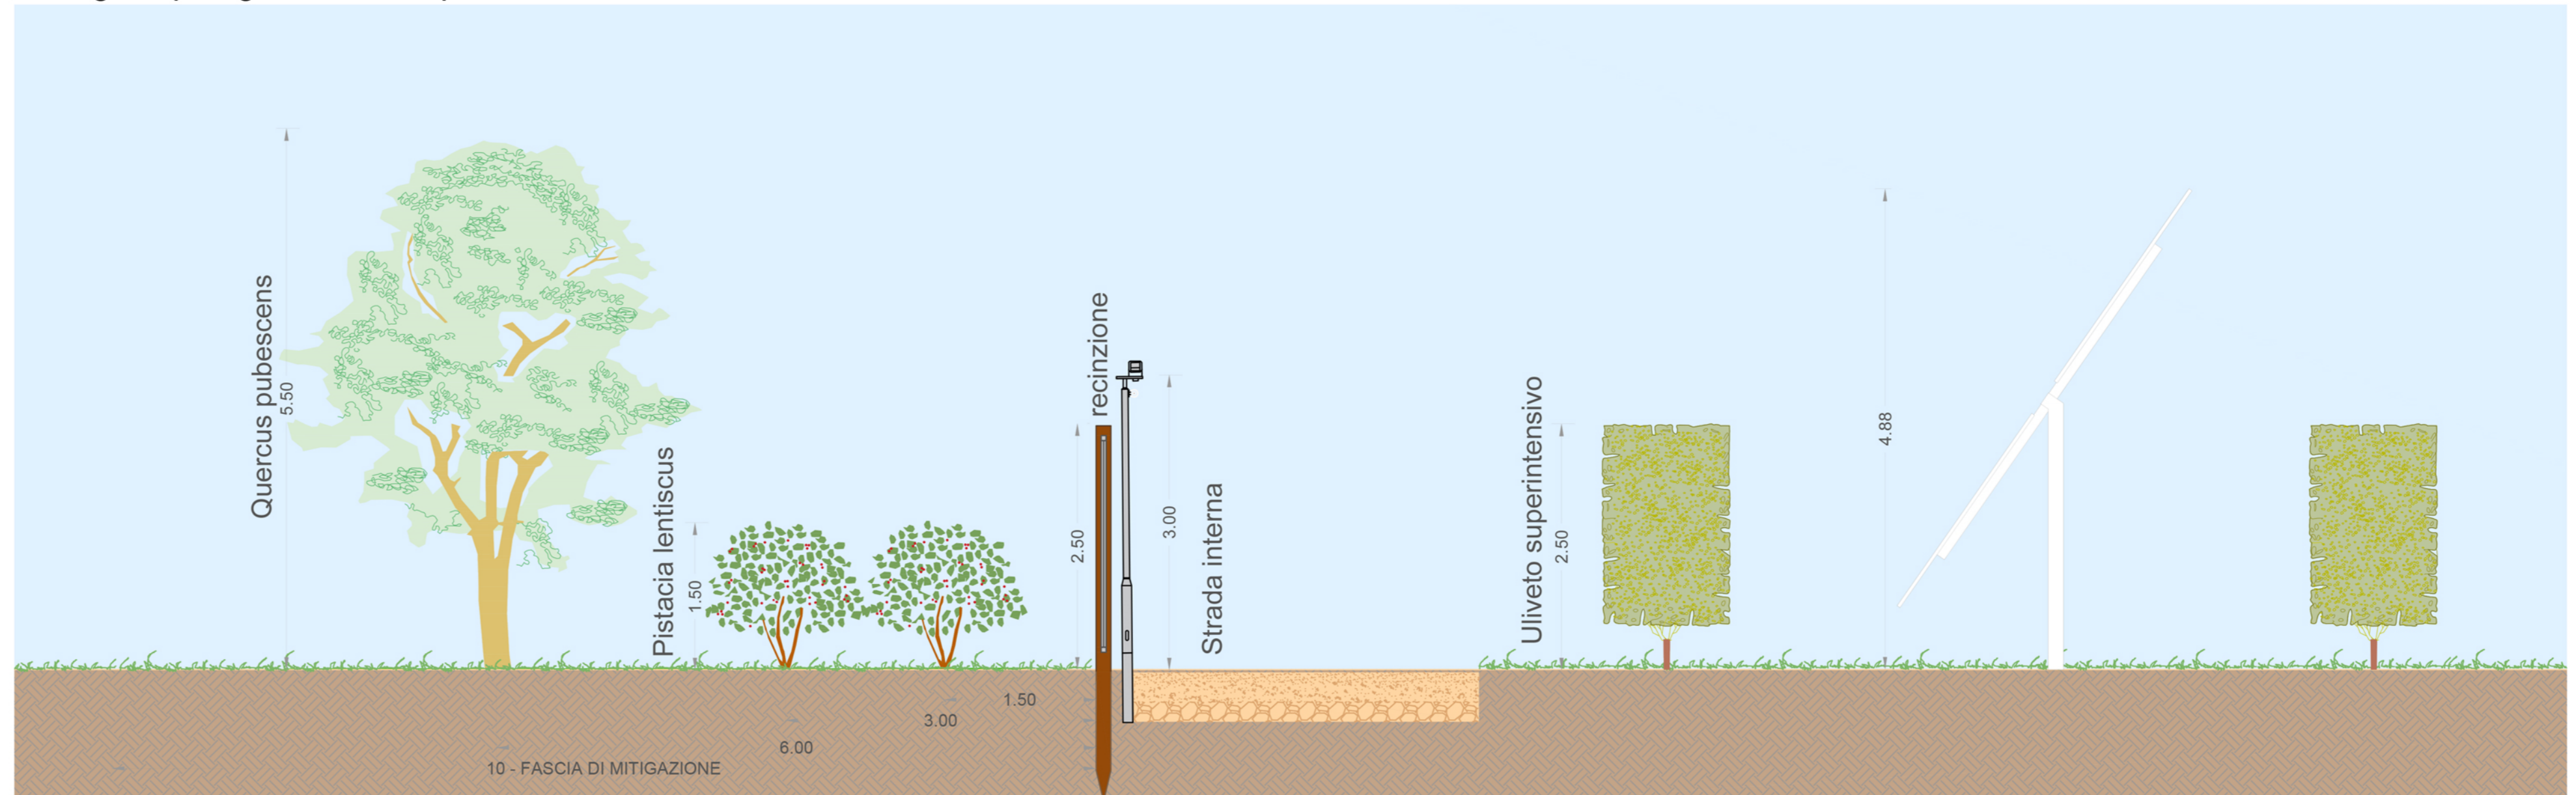 Quercus pubescens
5.50
Pistacia lentiscus
1.50
2.50
recinzione
3.00
Strada interna
Uliveto superintensivo
2.50
4.88
1.50
3.00
6.00
10 - FASCIA DI MITIGAZIONE